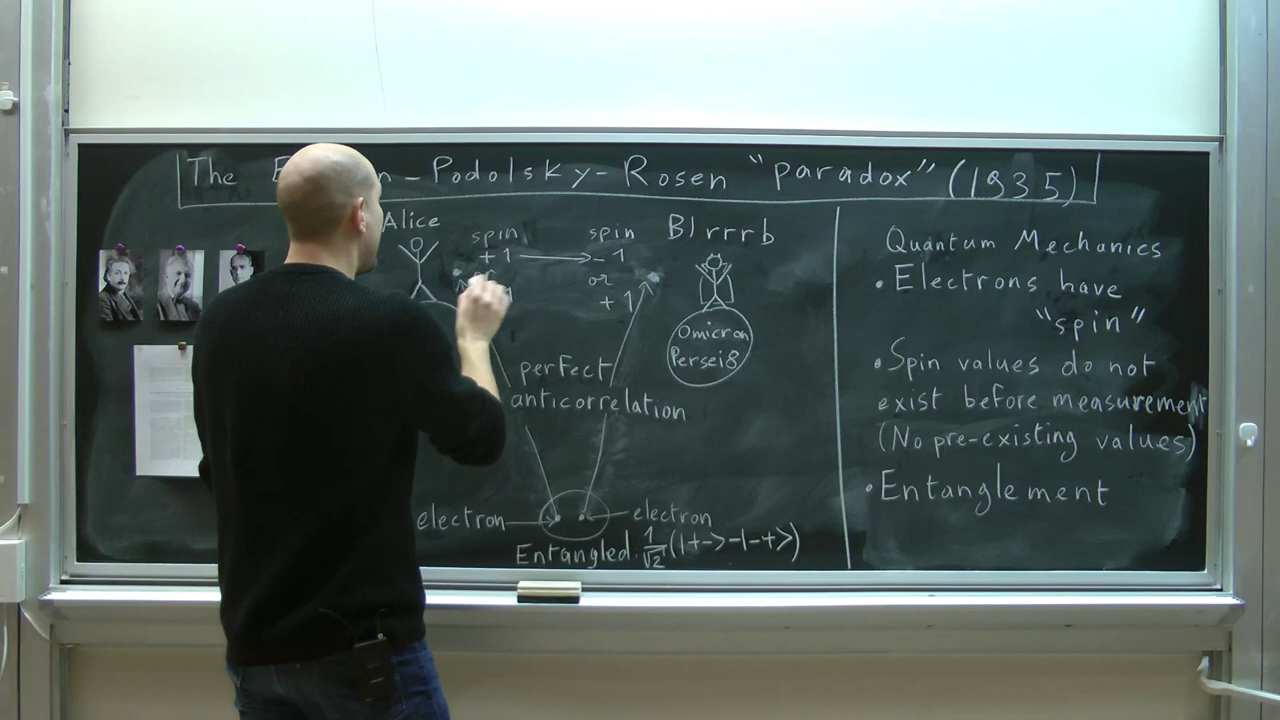 The E n-Podolsky-Rosen "paradox" (1935)
Alice
spin
+1
spin
-1
or
+1
Blrrrb
Omicron
Persei8
perfect
anticorrelation
electron
electron
Entangled: 1/√2 (|+-> - |-+>)
Quantum Mechanics
• Electrons have
"spin"
• Spin values do not
exist before measurement
(No pre-existing values)
• Entanglement